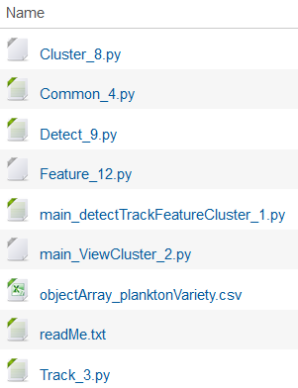 Name
Cluster_8.py
Common_4.py
Detect_9.py
Feature_12.py
main_detectTrackFeatureCluster_1.py
main_ViewCluster_2.py
objectArray_planktonVariety.csv
readMe.txt
Track_3.py